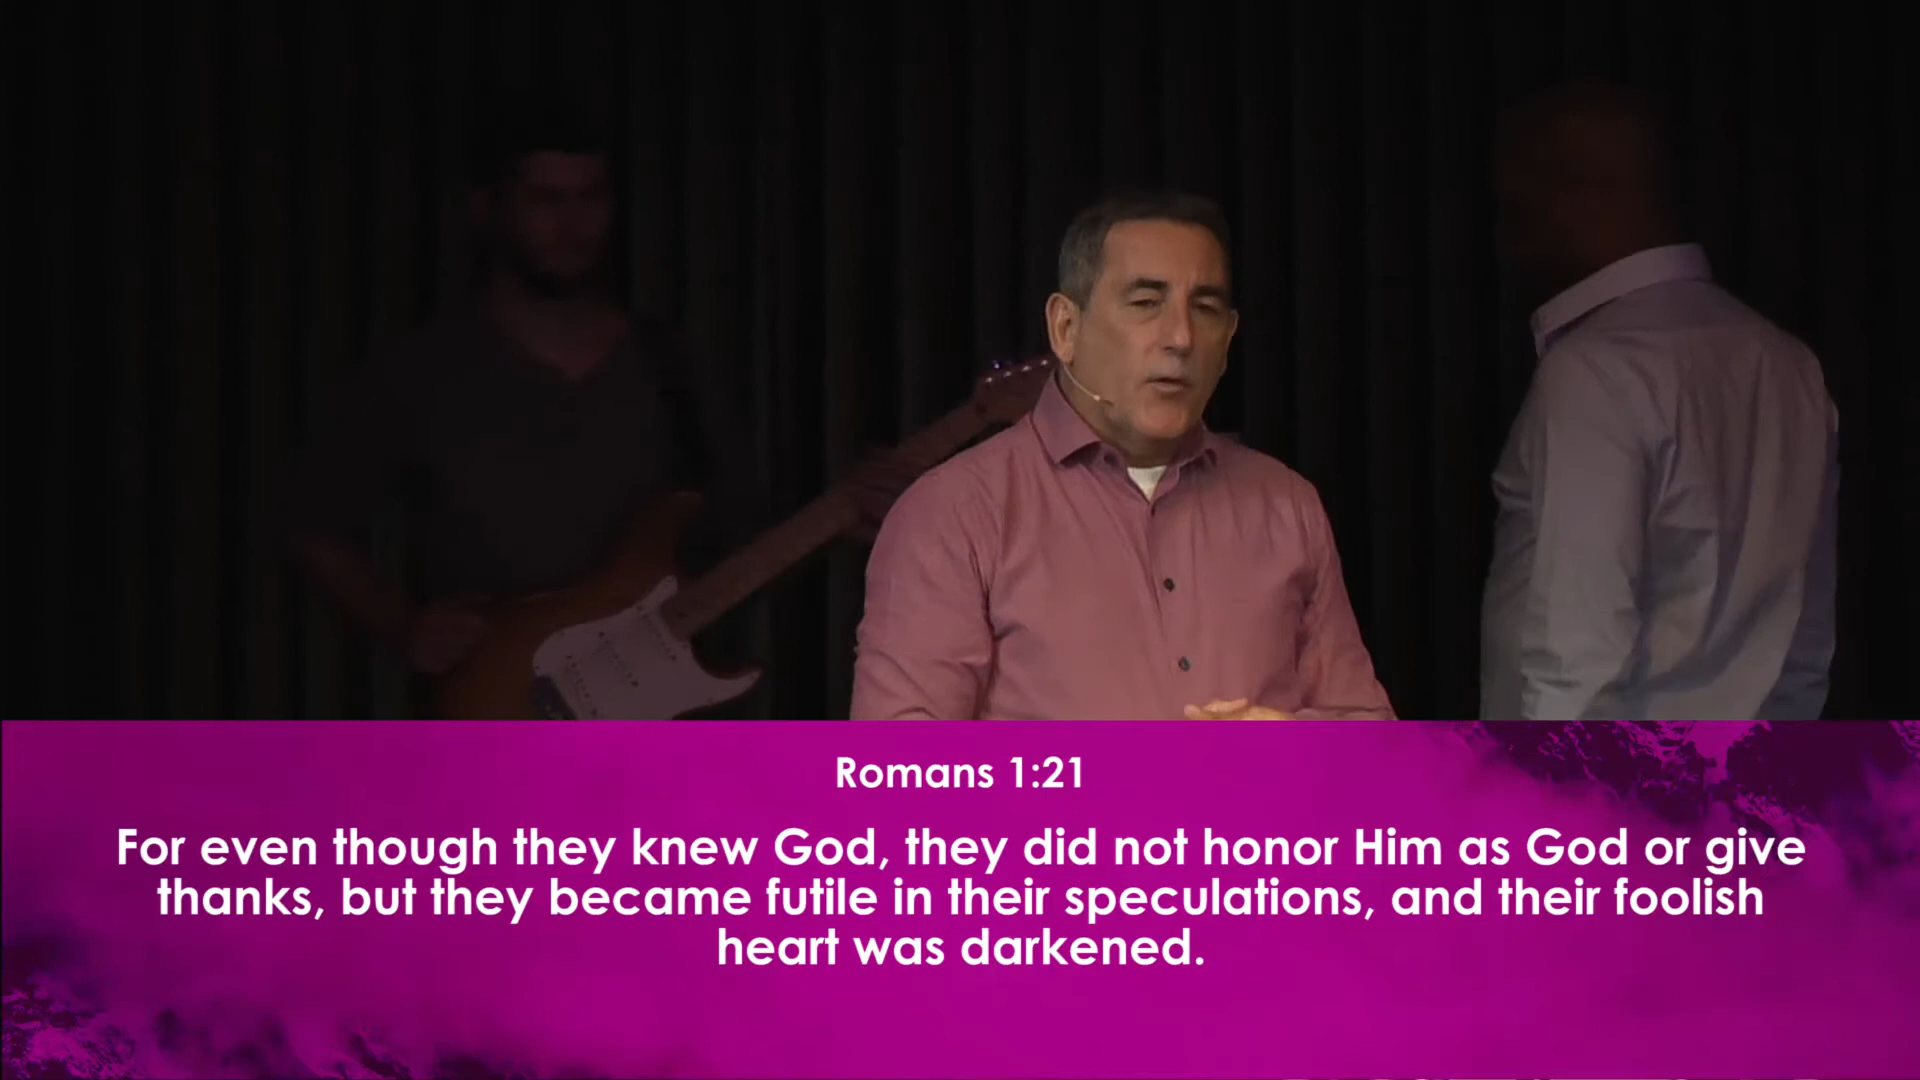 Romans 1:21
For even though they knew God, they did not honor Him as God or give
thanks, but they became futile in their speculations, and their foolish
heart was darkened.